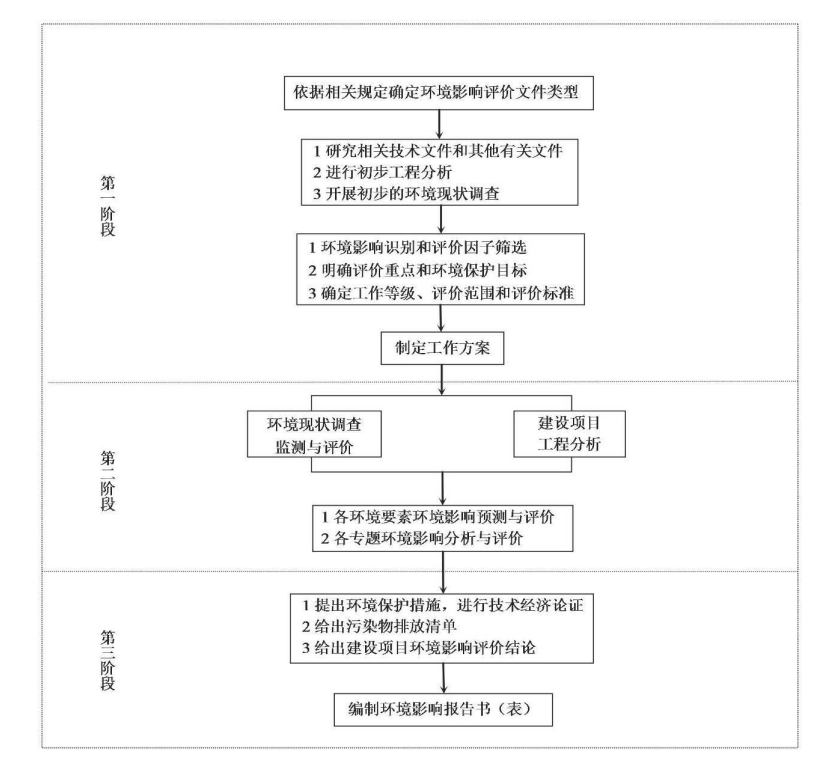 依据相关规定确定环境影响评价文件类型
第一阶段
1 研究相关技术文件和其他有关文件
2 进行初步工程分析
3 开展初步的环境现状调查
1 环境影响识别和评价因子筛选
2 明确评价重点和环境保护目标
3 确定工作等级、评价范围和评价标准
制定工作方案
第二阶段
环境现状调查
监测与评价
建设项目
工程分析
1 各环境要素环境影响预测与评价
2 各专题环境影响分析与评价
第三阶段
1 提出环境保护措施，进行技术经济论证
2 给出污染物排放清单
3 给出建设项目环境影响评价结论
编制环境影响报告书（表）